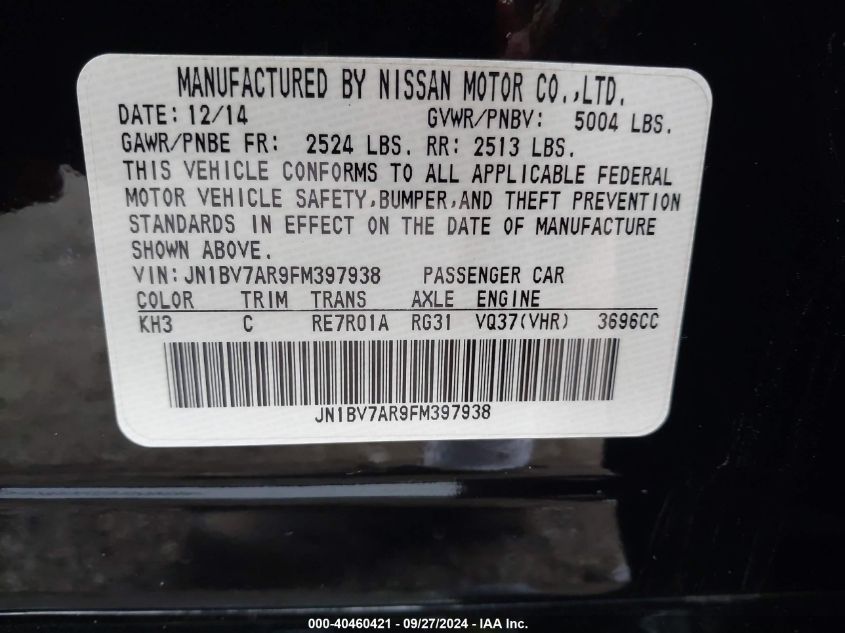 MANUFACTURED BY NISSAN MOTOR CO.,LTD.
DATE: 12/14 GVWR/PNBV: 5004 LBS.
GAWR/PNBE FR: 2524 LBS. RR: 2513 LBS.
THIS VEHICLE CONFORMS TO ALL APPLICABLE FEDERAL
MOTOR VEHICLE SAFETY,BUMPER,AND THEFT PREVENTION
STANDARDS IN EFFECT ON THE DATE OF MANUFACTURE
SHOWN ABOVE.
VIN:JN1BV7AR9FM397938 PASSENGER CAR
COLOR TRIM TRANS AXLE ENGINE
KH3 C RE7R01A RG31 VQ37(VHR) 3696CC
JN1BV7AR9FM397938
000-40460421 - 09/27/2024 - IAA Inc.